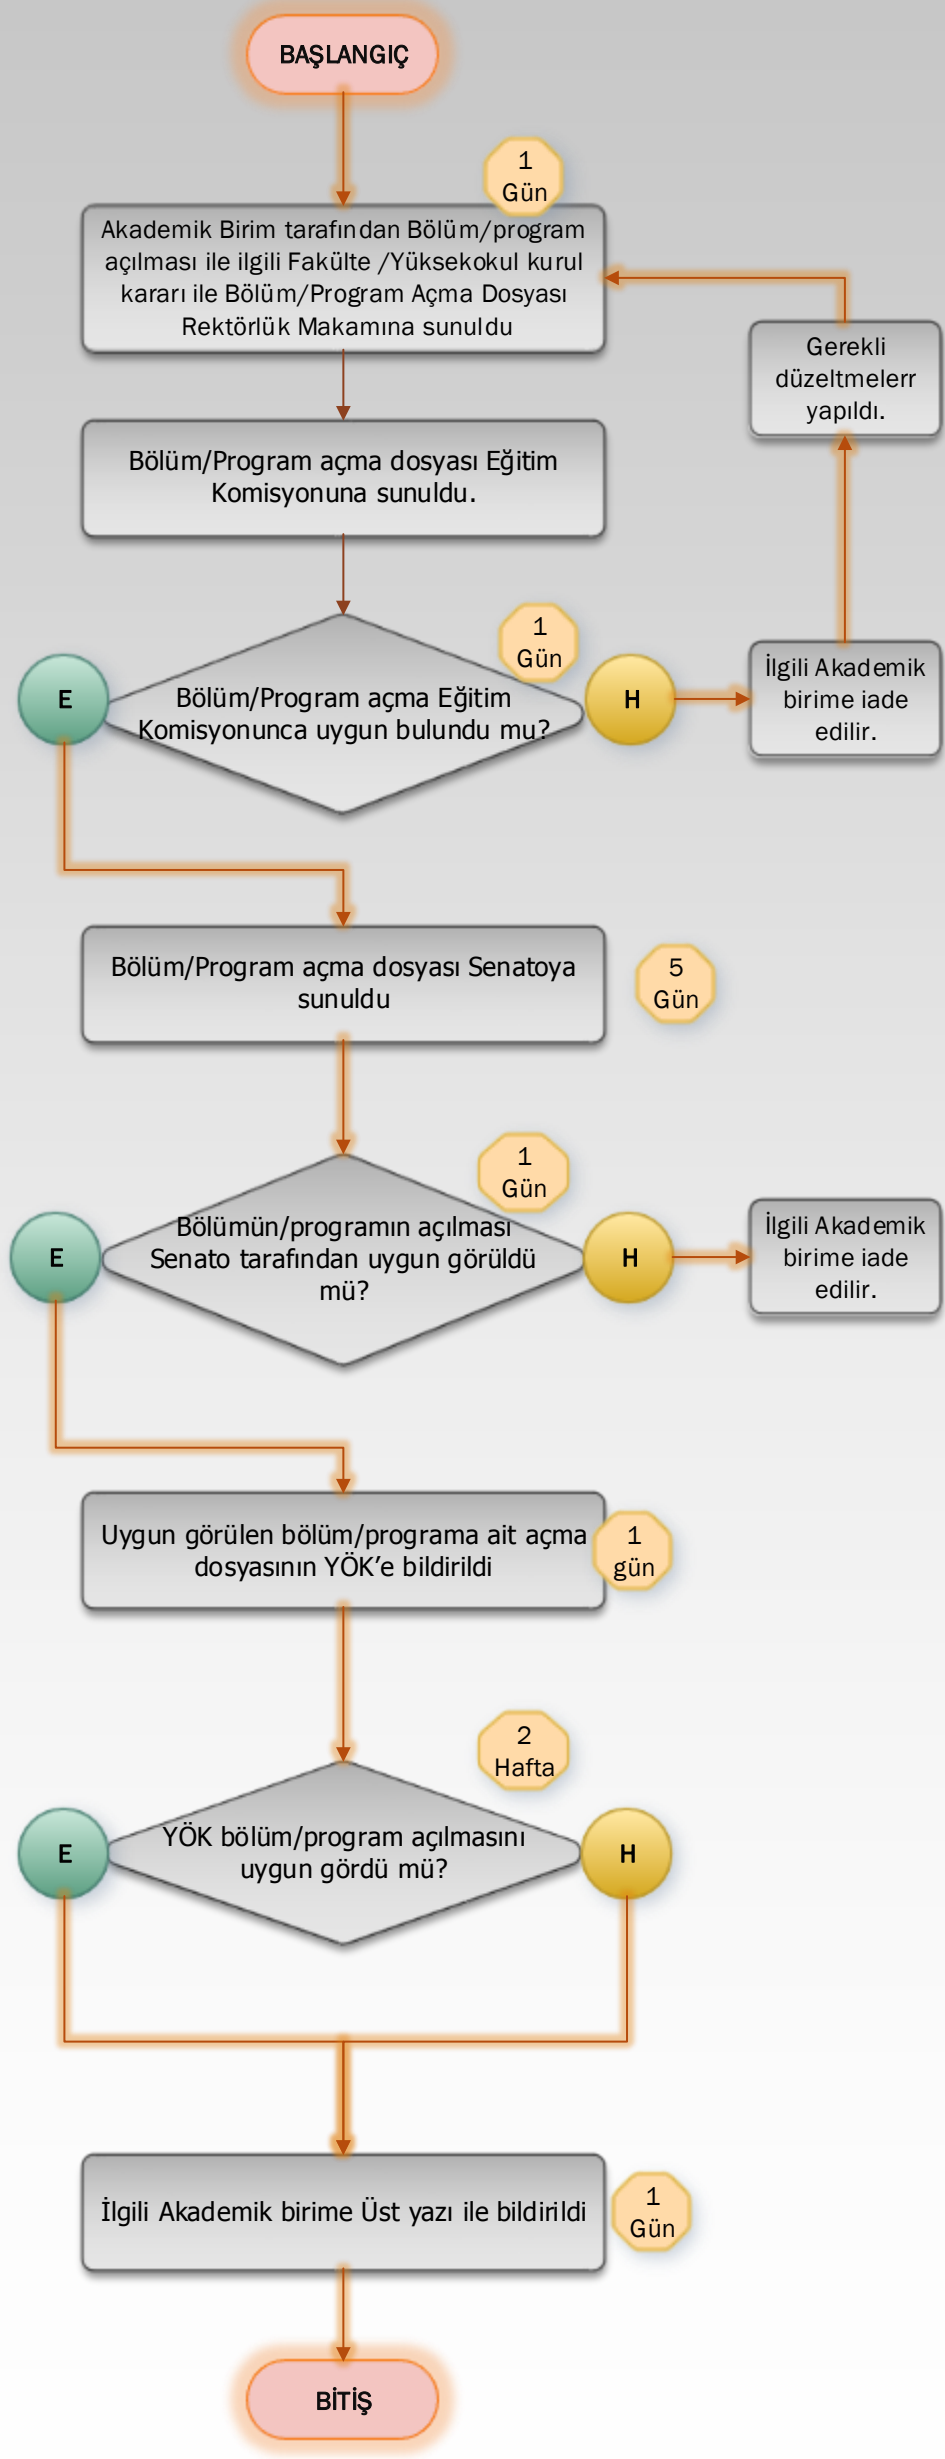 BAŞLANGIÇ
1
Gün
Akademik Birim tarafından Bölüm/program
açılması ile ilgili Fakülte /Yüksekokul kurul
kararı ile Bölüm/Program Açma Dosyası
Rektörlük Makamına sunuldu
Gerekli
düzeltmelerr
yapıldı.
Bölüm/Program açma dosyası Eğitim
Komisyonuna sunuldu.
1
Gün
E
Bölüm/Program açma Eğitim
Komisyonunca uygun bulundu mu?
H
İlgili Akademik
birime iade
edilir.
Bölüm/Program açma dosyası Senatoya
sunuldu
5
Gün
1
Gün
E
Bölümün/programın açılması
Senato tarafından uygun görüldü
mü?
H
İlgili Akademik
birime iade
edilir.
Uygun görülen bölüm/programa ait açma
dosyasının YÖK’e bildirildi
1
gün
2
Hafta
E
YÖK bölüm/program açılmasını
uygun gördü mü?
H
İlgili Akademik birime Üst yazı ile bildirildi
1
Gün
BİTİŞ